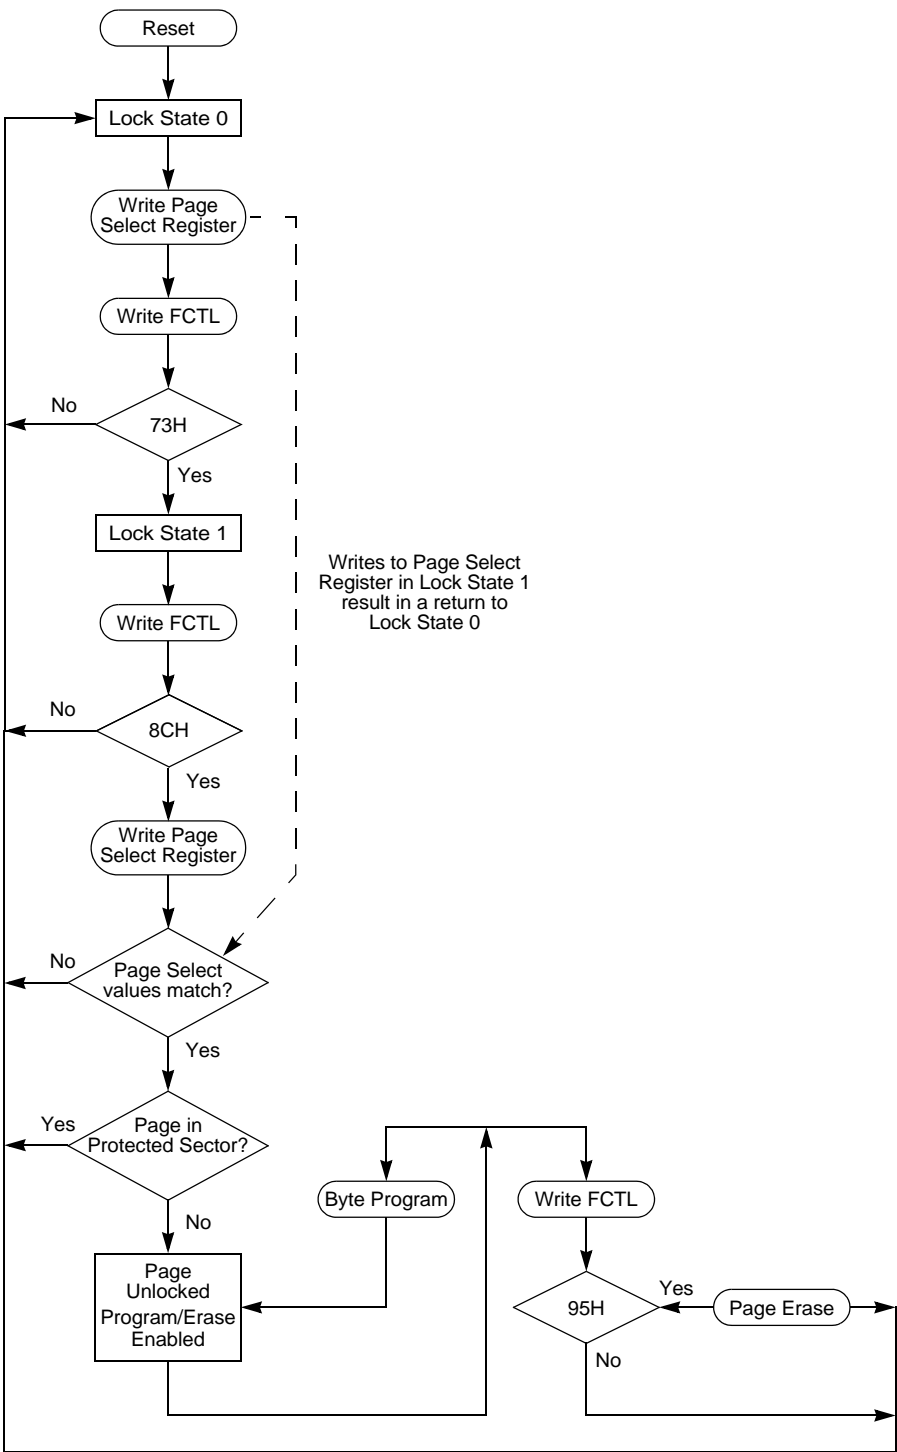 Reset
Lock State 0
Write Page
Select Register
Write FCTL
73H
No
Yes
Lock State 1
Writes to Page Select
Register in Lock State 1
result in a return to
Lock State 0
Write FCTL
8CH
No
Yes
Write Page
Select Register
Page Select
values match?
No
Yes
Page in
Protected Sector?
Yes
No
Page
Unlocked
Program/Erase
Enabled
Byte Program
Write FCTL
95H
Yes
Page Erase
No